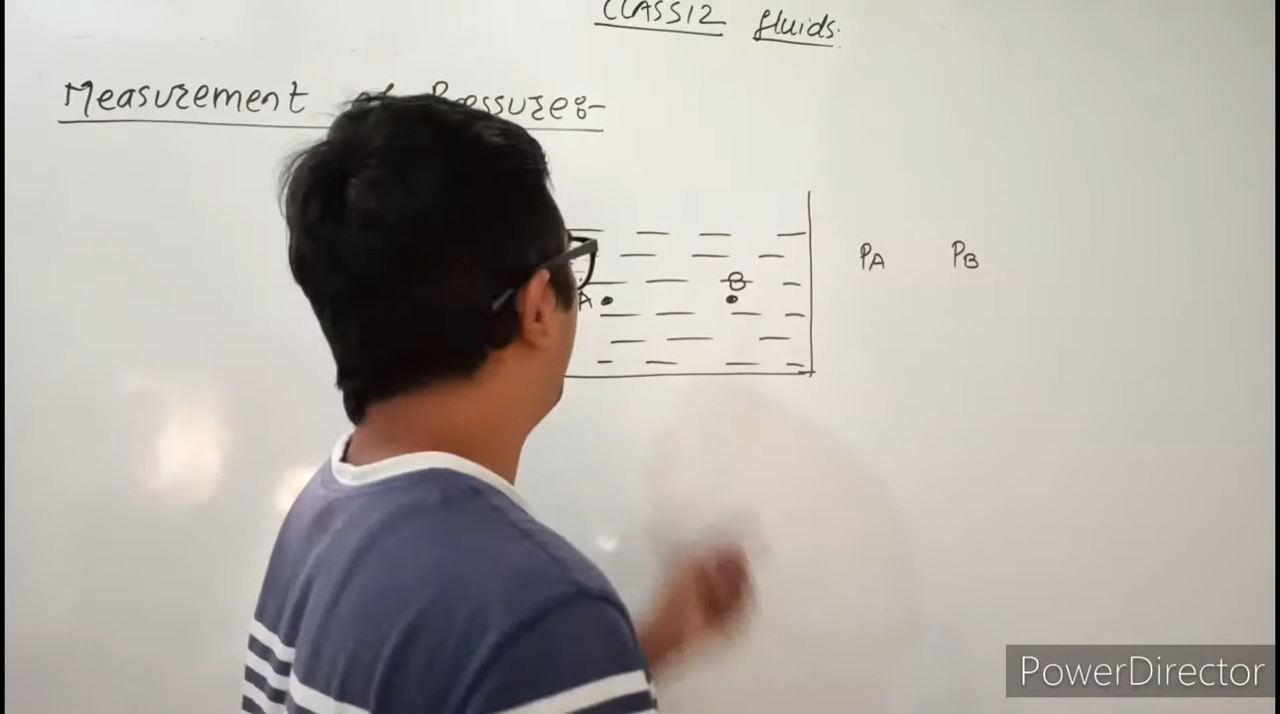 CLASS12 fluids.
Measurement of Pressure:-
B
A
PA PB
PowerDirector